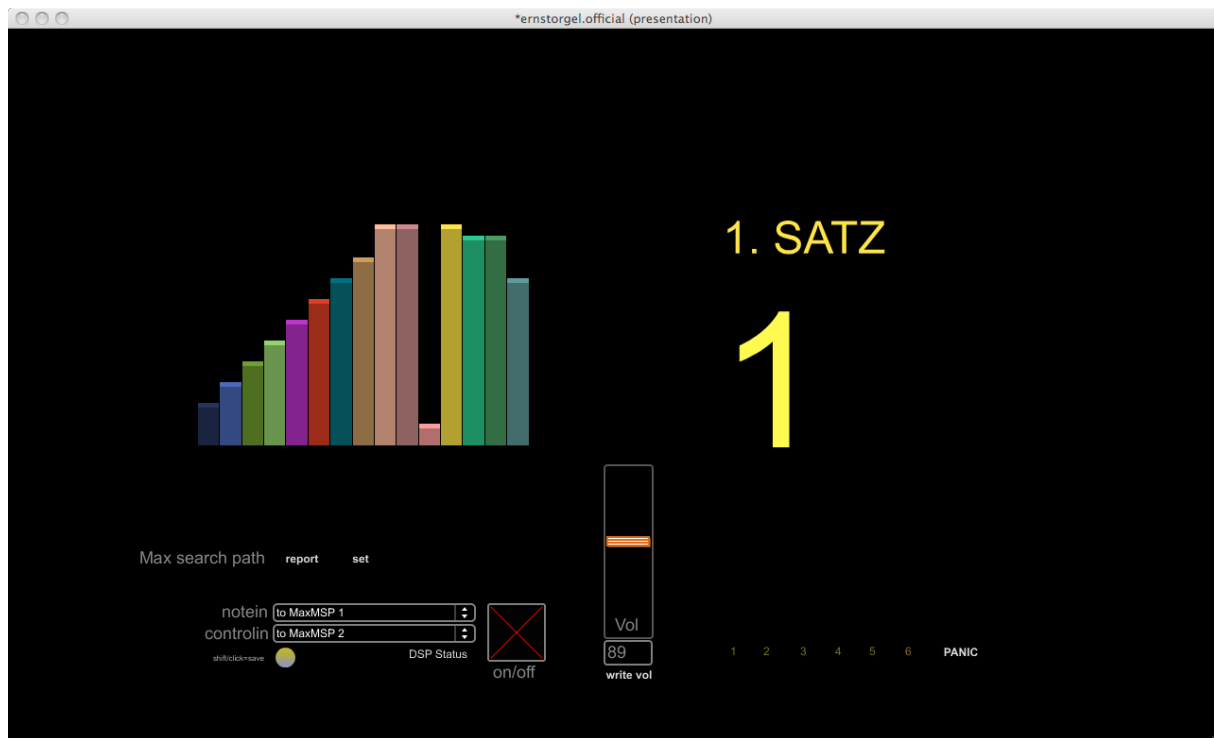 *ernstorgel.official (presentation)
1. SATZ
1
Max search path report set
notein to MaxMSP 1
controlin to MaxMSP 2
shift/click=save
DSP Status
on/off
Vol
89
write vol
1 2 3 4 5 6 PANIC